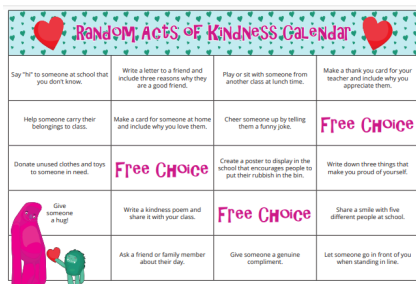 Random Acts of Kindness Calendar
Say "hi" to someone at school that
you don't know.
Write a letter to a friend and
include three reasons why they
are a good friend.
Play or sit with someone from
another class at lunch time.
Make a thank you card for your
teacher and include why you
appreciate them.
Help someone carry their
belongings to class.
Make a card for someone at home
and include why you love them.
Cheer someone up by telling
them a funny joke.
Free Choice
Donate unused clothes and toys
to someone in need.
Free Choice
Create a poster to display in the
school that encourages people to
put their rubbish in the bin.
Write down three things that
make you proud of yourself.
Give
someone
a hug!
Write a kindness poem and
share it with your class.
Free Choice
Share a smile with five
different people at school.
Ask a friend or family member
about their day.
Give someone a genuine
compliment.
Let someone go in front of you
when standing in line.